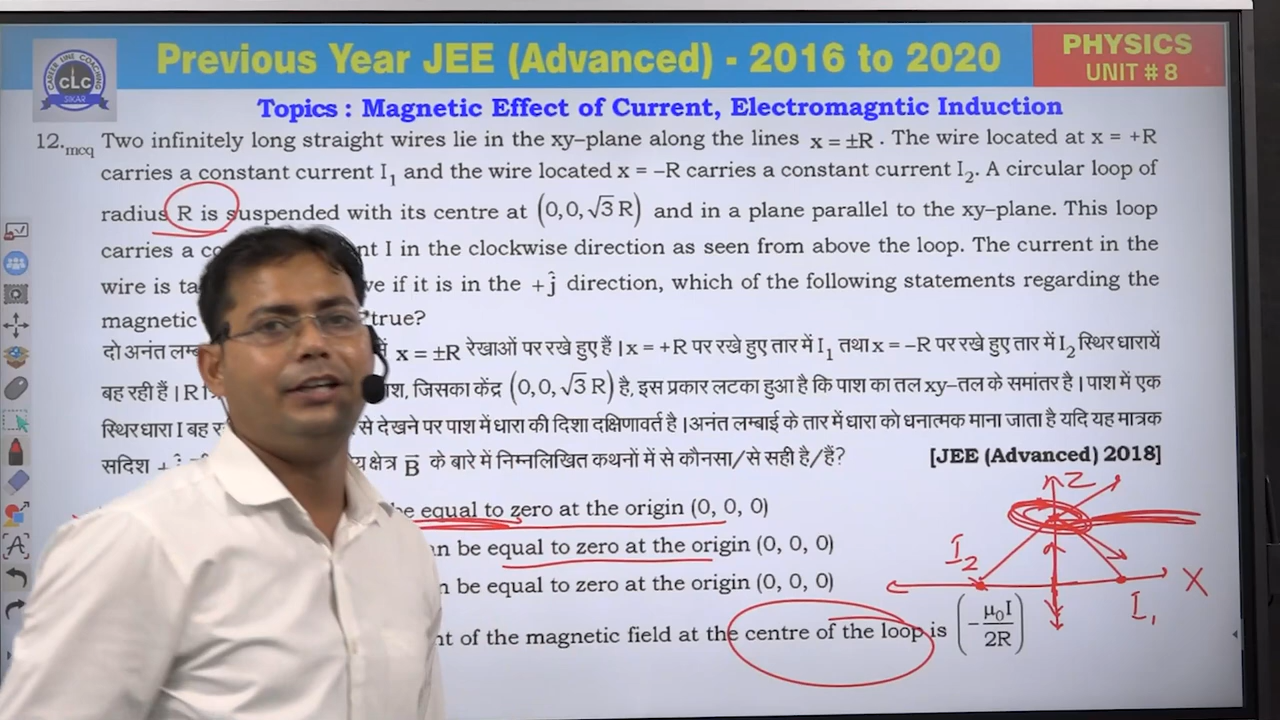 CAREER LINE COACHING
CLC
SIKAR
Previous Year JEE (Advanced) - 2016 to 2020
PHYSICS
UNIT # 8
Topics : Magnetic Effect of Current, Electromagntic Induction
12.mcq Two infinitely long straight wires lie in the xy–plane along the lines x = ±R . The wire located at x = +R
carries a constant current I₁ and the wire located x = –R carries a constant current I₂. A circular loop of
radius R is suspended with its centre at (0,0,√3 R) and in a plane parallel to the xy–plane. This loop
carries a co nt I in the clockwise direction as seen from above the loop. The current in the
wire is ta ve if it is in the +ĵ direction, which of the following statements regarding the
magnetic true?
दो अनंत लम्ब में x = ±R रेखाओं पर रखे हुए हैं । x = +R पर रखे हुए तार में I₁ तथा x = –R पर रखे हुए तार में I₂ स्थिर धारायें
बह रही हैं । R पाश, जिसका केंद्र (0,0,√3 R) है, इस प्रकार लटका हुआ है कि पाश का तल xy–तल के समांतर है । पाश में एक
स्थिर धारा I बह से देखने पर पाश में धारा की दिशा दक्षिणावर्त है । अनंत लम्बाई के तार में धारा को धनात्मक माना जाता है यदि यह मात्रक
सदिश + य क्षेत्र B⃗ के बारे में निम्नलिखित कथनों में से कौनसा/से सही है/हैं?
[JEE (Advanced) 2018]
be equal to zero at the origin (0, 0, 0)
an be equal to zero at the origin (0, 0, 0)
n be equal to zero at the origin (0, 0, 0)
nt of the magnetic field at the centre of the loop is (–μ₀I/2R)
Z
I₂
X
I₁